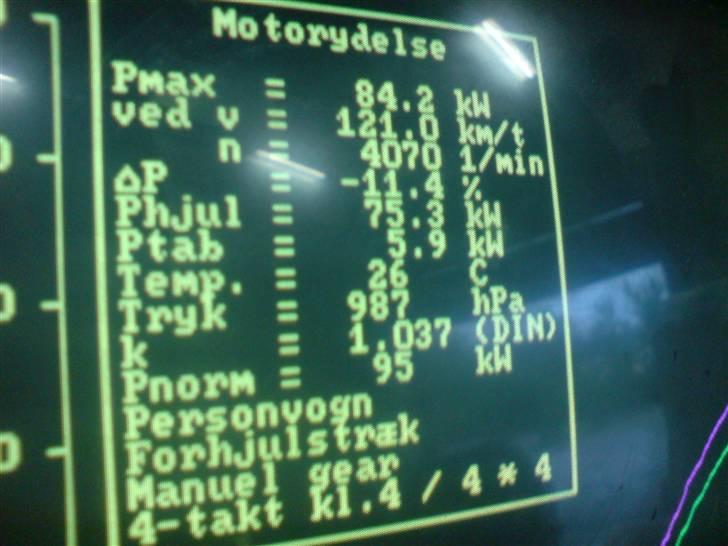 Motorydelse
Pmax = 84.2 kW
ved v = 121.0 km/t
n = 4070 1/min
ΔP = -11.4 %
Phjul = 75.3 kW
Ptab = 5.9 kW
Temp. = 26 C
Tryk = 987 hPa
k = 1.037 (DIN)
Pnorm = 95 kW
Personvogn
Forhjulstræk
Manuel gear
4-takt kl.4 / 4 * 4